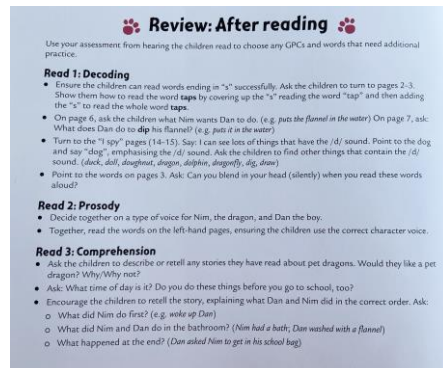 Review: After reading
Use your assessment from hearing the children read to choose any GPCs and words that need additional
practice.
Read 1: Decoding
• Ensure the children can read words ending in "s" successfully. Ask the children to turn to pages 2-3.
Show them how to read the word taps by covering up the "s" reading the word "tap" and then adding
the "s" to read the whole word taps.
• On page 6, ask the children what Nim wants Dan to do. (e.g. puts the flannel in the water) On page 7, ask:
What does Dan do to dip his flannel? (e.g. puts it in the water)
• Turn to the "I spy" pages (14-15). Say: I can see lots of things that have the /d/ sound. Point to the dog
and say "dog", emphasising the /d/ sound. Ask the children to find other things that contain the /d/
sound. (duck, doll, doughnut, dragon, dolphin, dragonfly, dig, draw)
• Point to the words on pages 3. Ask: Can you blend in your head (silently) when you read these words
aloud?
Read 2: Prosody
• Decide together on a type of voice for Nim, the dragon, and Dan the boy.
• Together, read the words on the left-hand pages, ensuring the children use the correct character voice.
Read 3: Comprehension
• Ask the children to describe or retell any stories they have read about pet dragons. Would they like a pet
dragon? Why/Why not?
• Ask: What time of day is it? Do you do these things before you go to school, too?
• Encourage the children to retell the story, explaining what Dan and Nim did in the correct order. Ask:
o What did Nim do first? (e.g. woke up Dan)
o What did Nim and Dan do in the bathroom? (Nim had a bath; Dan washed with a flannel)
o What happened at the end? (Dan asked Nim to get in his school bag)